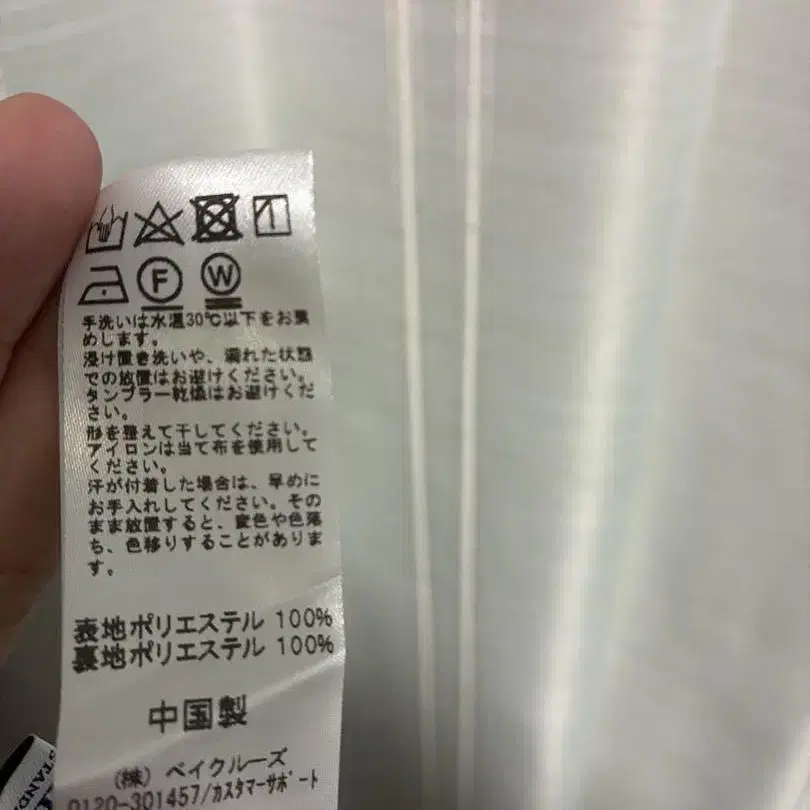 F W
手洗いは水温30℃以下をお薦
めします。
浸け置き洗いや、濡れた状態
での放置はお避けください。
タンブラー乾燥はお避けくだ
さい。
形を整えて干してください。
アイロンは当て布を使用して
ください。
汗が付着した場合は、早めに
お手入れしてください。その
まま放置すると、変色や色落
ち、色移りすることがありま
す。
表地ポリエステル 100%
裏地ポリエステル 100%
中国製
(株) ベイクルーズ
0120-301457/カスタマーサポート
STAND